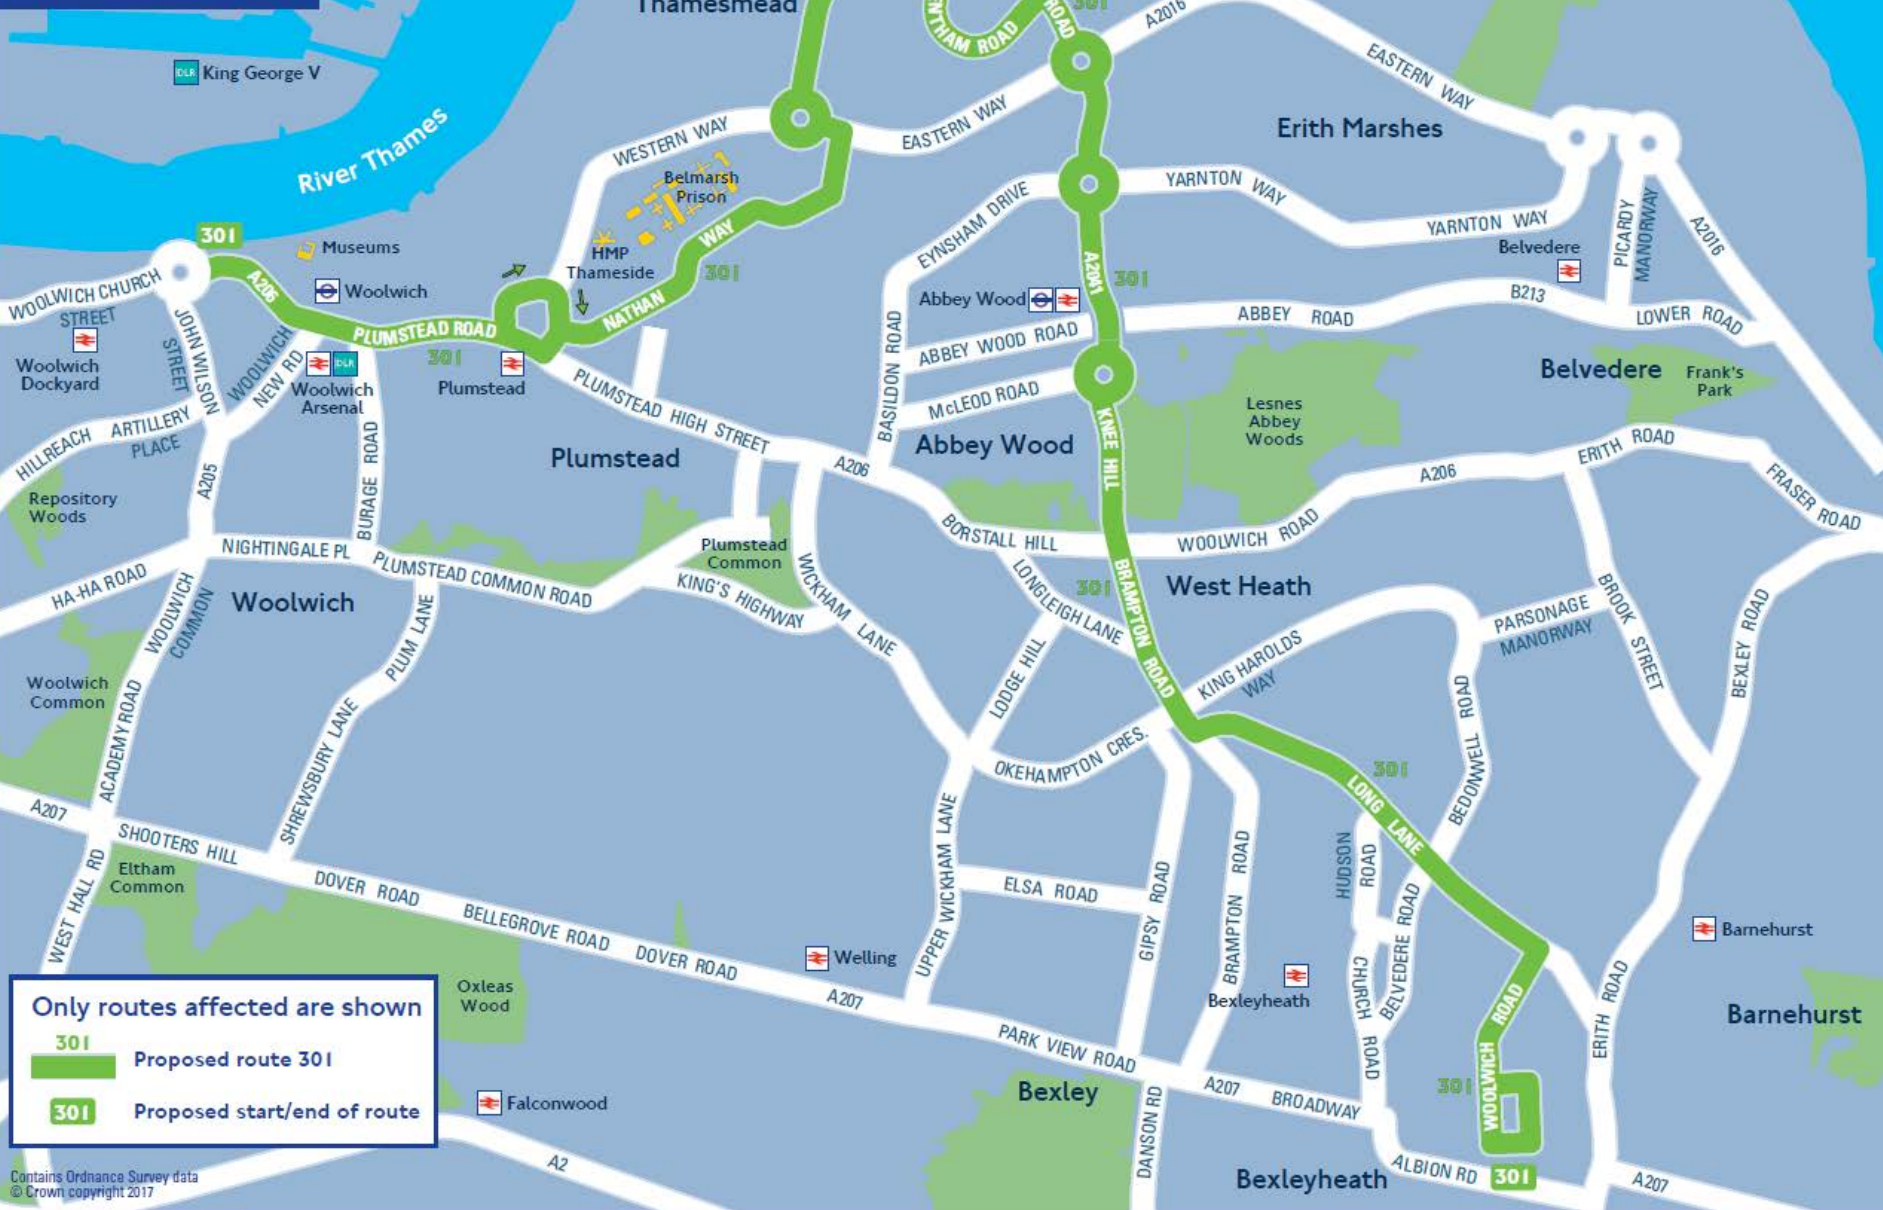 Thamesmead
NTHAM ROAD
ROAD
301
A2016
EASTERN WAY
DLR King George V
River Thames
WESTERN WAY
EASTERN WAY
Erith Marshes
Belmarsh
Prison
YARNTON WAY
YARNTON WAY
PICARDY
MANORWAY
A2016
301
Museums
HMP
Thameside
WAY
301
NATHAN
EYNSHAM DRIVE
A2041
301
Belvedere
WOOLWICH CHURCH
STREET
A206
Woolwich
Abbey Wood
B213
ABBEY ROAD
LOWER ROAD
Woolwich
Dockyard
JOHN WILSON
STREET
WOOLWICH
NEW RD
PLUMSTEAD ROAD
301
DLR
Woolwich
Arsenal
Plumstead
ABBEY WOOD ROAD
BASILDON ROAD
McLEOD ROAD
Belvedere
Frank's
Park
PLUMSTEAD HIGH STREET
Lesnes
Abbey
Woods
HILLREACH
ARTILLERY
PLACE
A205
BURAGE ROAD
Plumstead
A206
Abbey Wood
KNEE HILL
A206
ERITH ROAD
FRASER ROAD
Repository
Woods
BORSTALL HILL
WOOLWICH ROAD
NIGHTINGALE PL
PLUMSTEAD COMMON ROAD
Plumstead
Common
KING'S HIGHWAY
WICKHAM LANE
LONGLEIGH LANE
301
BRAMPTON ROAD
West Heath
HA-HA ROAD
WOOLWICH
COMMON
Woolwich
PLUM LANE
LODGE HILL
KING HAROLDS
WAY
PARSONAGE
MANORWAY
BROOK STREET
BEXLEY ROAD
Woolwich
Common
ACADEMY ROAD
SHREWSBURY LANE
OKEHAMPTON CRES.
BEDONWELL ROAD
301
LONG LANE
A207
SHOOTERS HILL
WEST HALL RD
Eltham
Common
DOVER ROAD
BELLEGROVE ROAD
DOVER ROAD
UPPER WICKHAM LANE
ELSA ROAD
GIPSY ROAD
BRAMPTON ROAD
HUDSON
ROAD
CHURCH ROAD
BELVEDERE ROAD
Barnehurst
Welling
A207
Oxleas
Wood
Bexleyheath
ROAD
WOOLWICH
ERITH ROAD
Barnehurst
PARK VIEW ROAD
Only routes affected are shown
301
Proposed route 301
301 Proposed start/end of route
Falconwood
Bexley
DANSON RD
A207
BROADWAY
301
A2
Bexleyheath
ALBION RD
301
A207
Contains Ordnance Survey data
© Crown copyright 2017